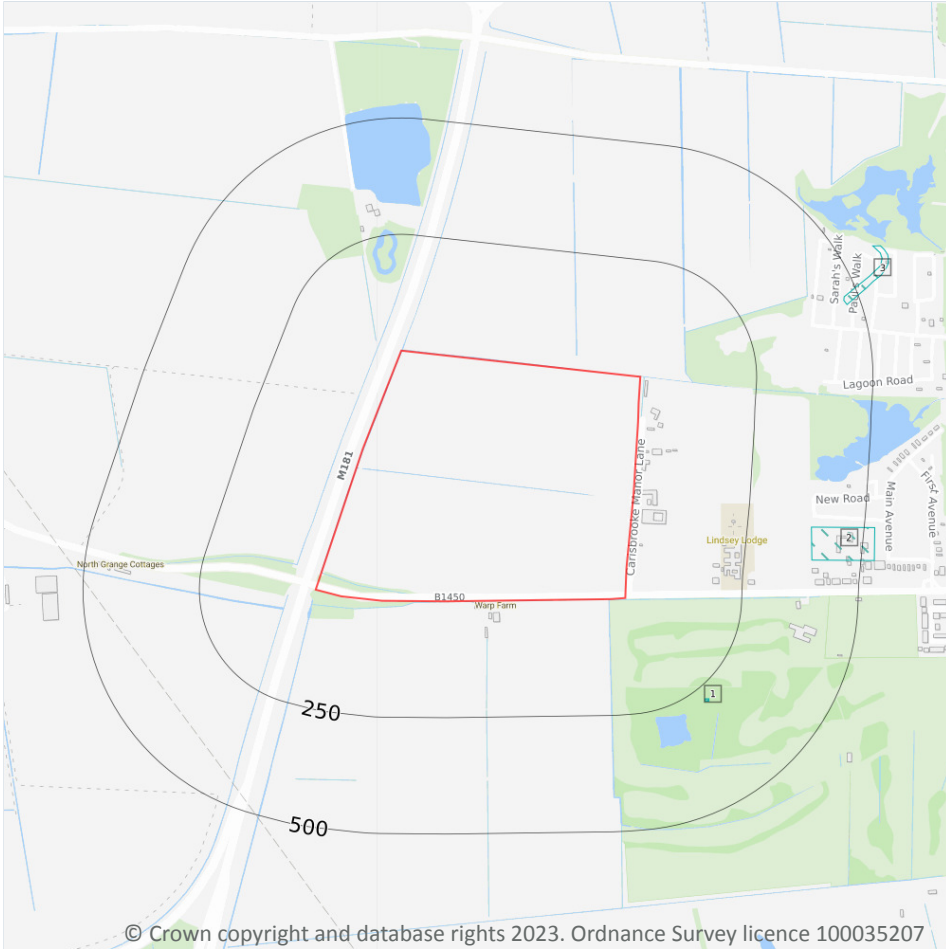 Sarah's Walk
Paul's Walk
3
Lagoon Road
M181
Carisbrooke Manor Lane
First Avenue
Main Avenue
New Road
2
Lindsey Lodge
North Grange Cottages
B1450
Warp Farm
1
250
500
© Crown copyright and database rights 2023. Ordnance Survey licence 100035207